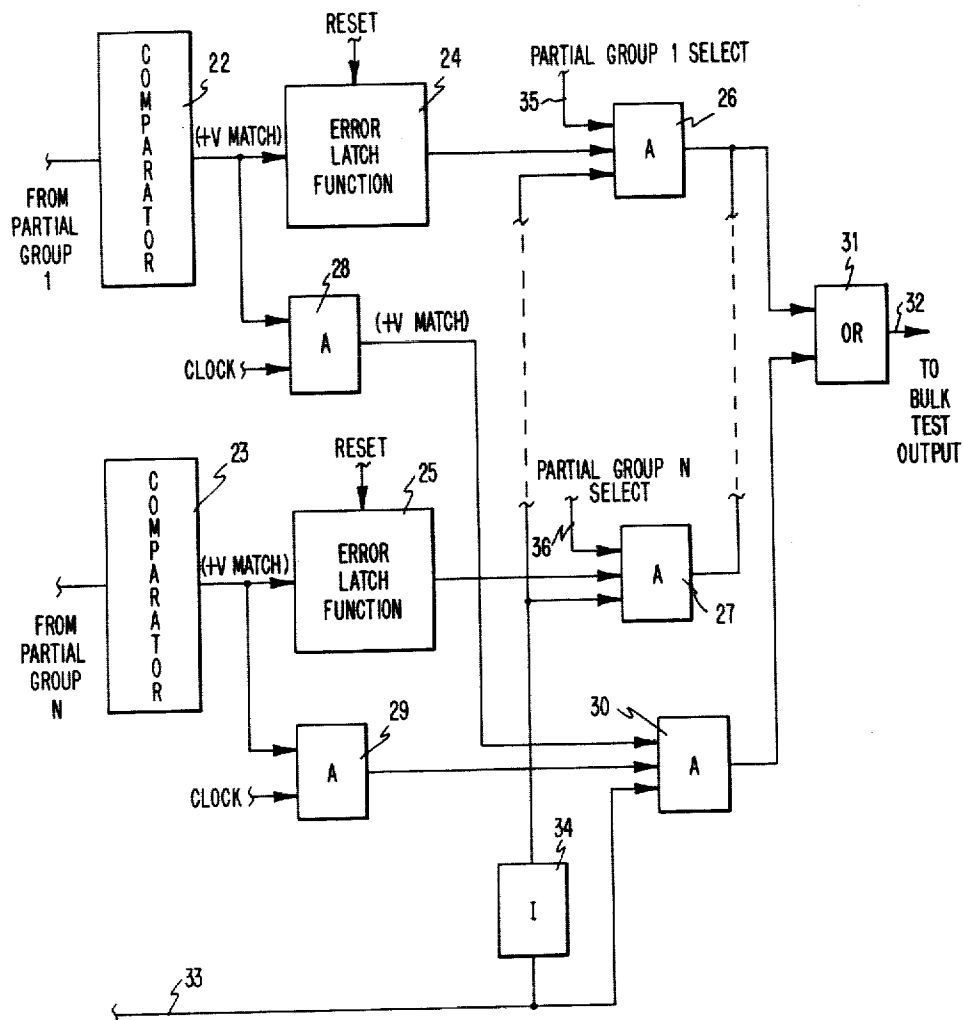 RESET
PARTIAL GROUP 1 SELECT
22
24
35
26
COMPARATOR
(+V MATCH)
ERROR
LATCH
FUNCTION
A
FROM
PARTIAL
GROUP
1
28
(+V MATCH)
A
CLOCK
31
32
OR
TO
BULK
TEST
OUTPUT
RESET
23
25
PARTIAL GROUP N
SELECT
36
COMPARATOR
(+V MATCH)
ERROR
LATCH
FUNCTION
A
27
FROM
PARTIAL
GROUP
N
29
30
A
A
CLOCK
34
I
33